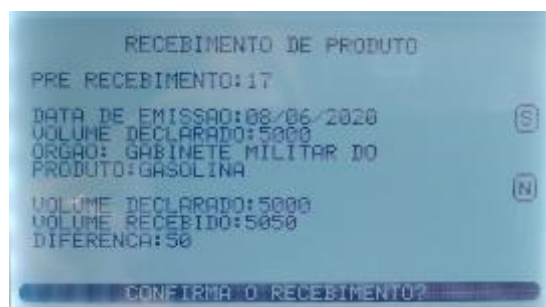 RECEBIMENTO DE PRODUTO
PRE RECEBIMENTO:17
DATA DE EMISSAO:08/06/2020
S
VOLUME DECLARADO:5000
ORGAO: GABINETE MILITAR DO
PRODUTO:GASOLINA
N
VOLUME DECLARADO:5000
VOLUME RECEBIDO:5050
DIFERENCA:50
CONFIRMA O RECEBIMENTO?